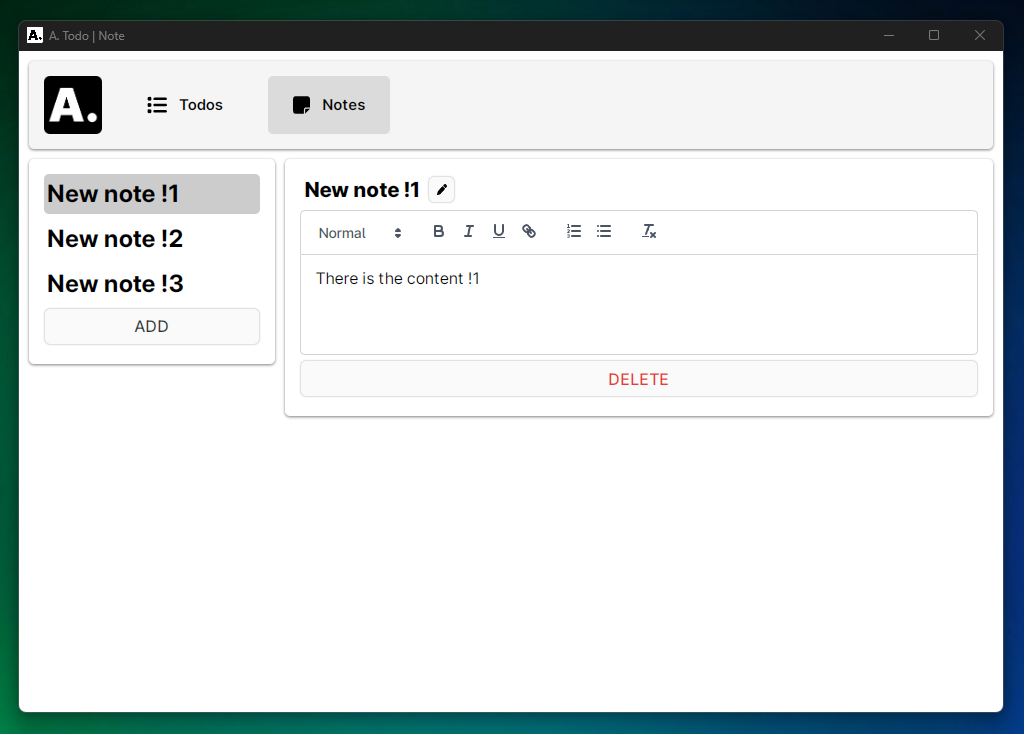 A. A. Todo | Note
A. Todos Notes
New note !1
New note !2
New note !3
ADD
New note !1
Normal B I U
There is the content !1
DELETE